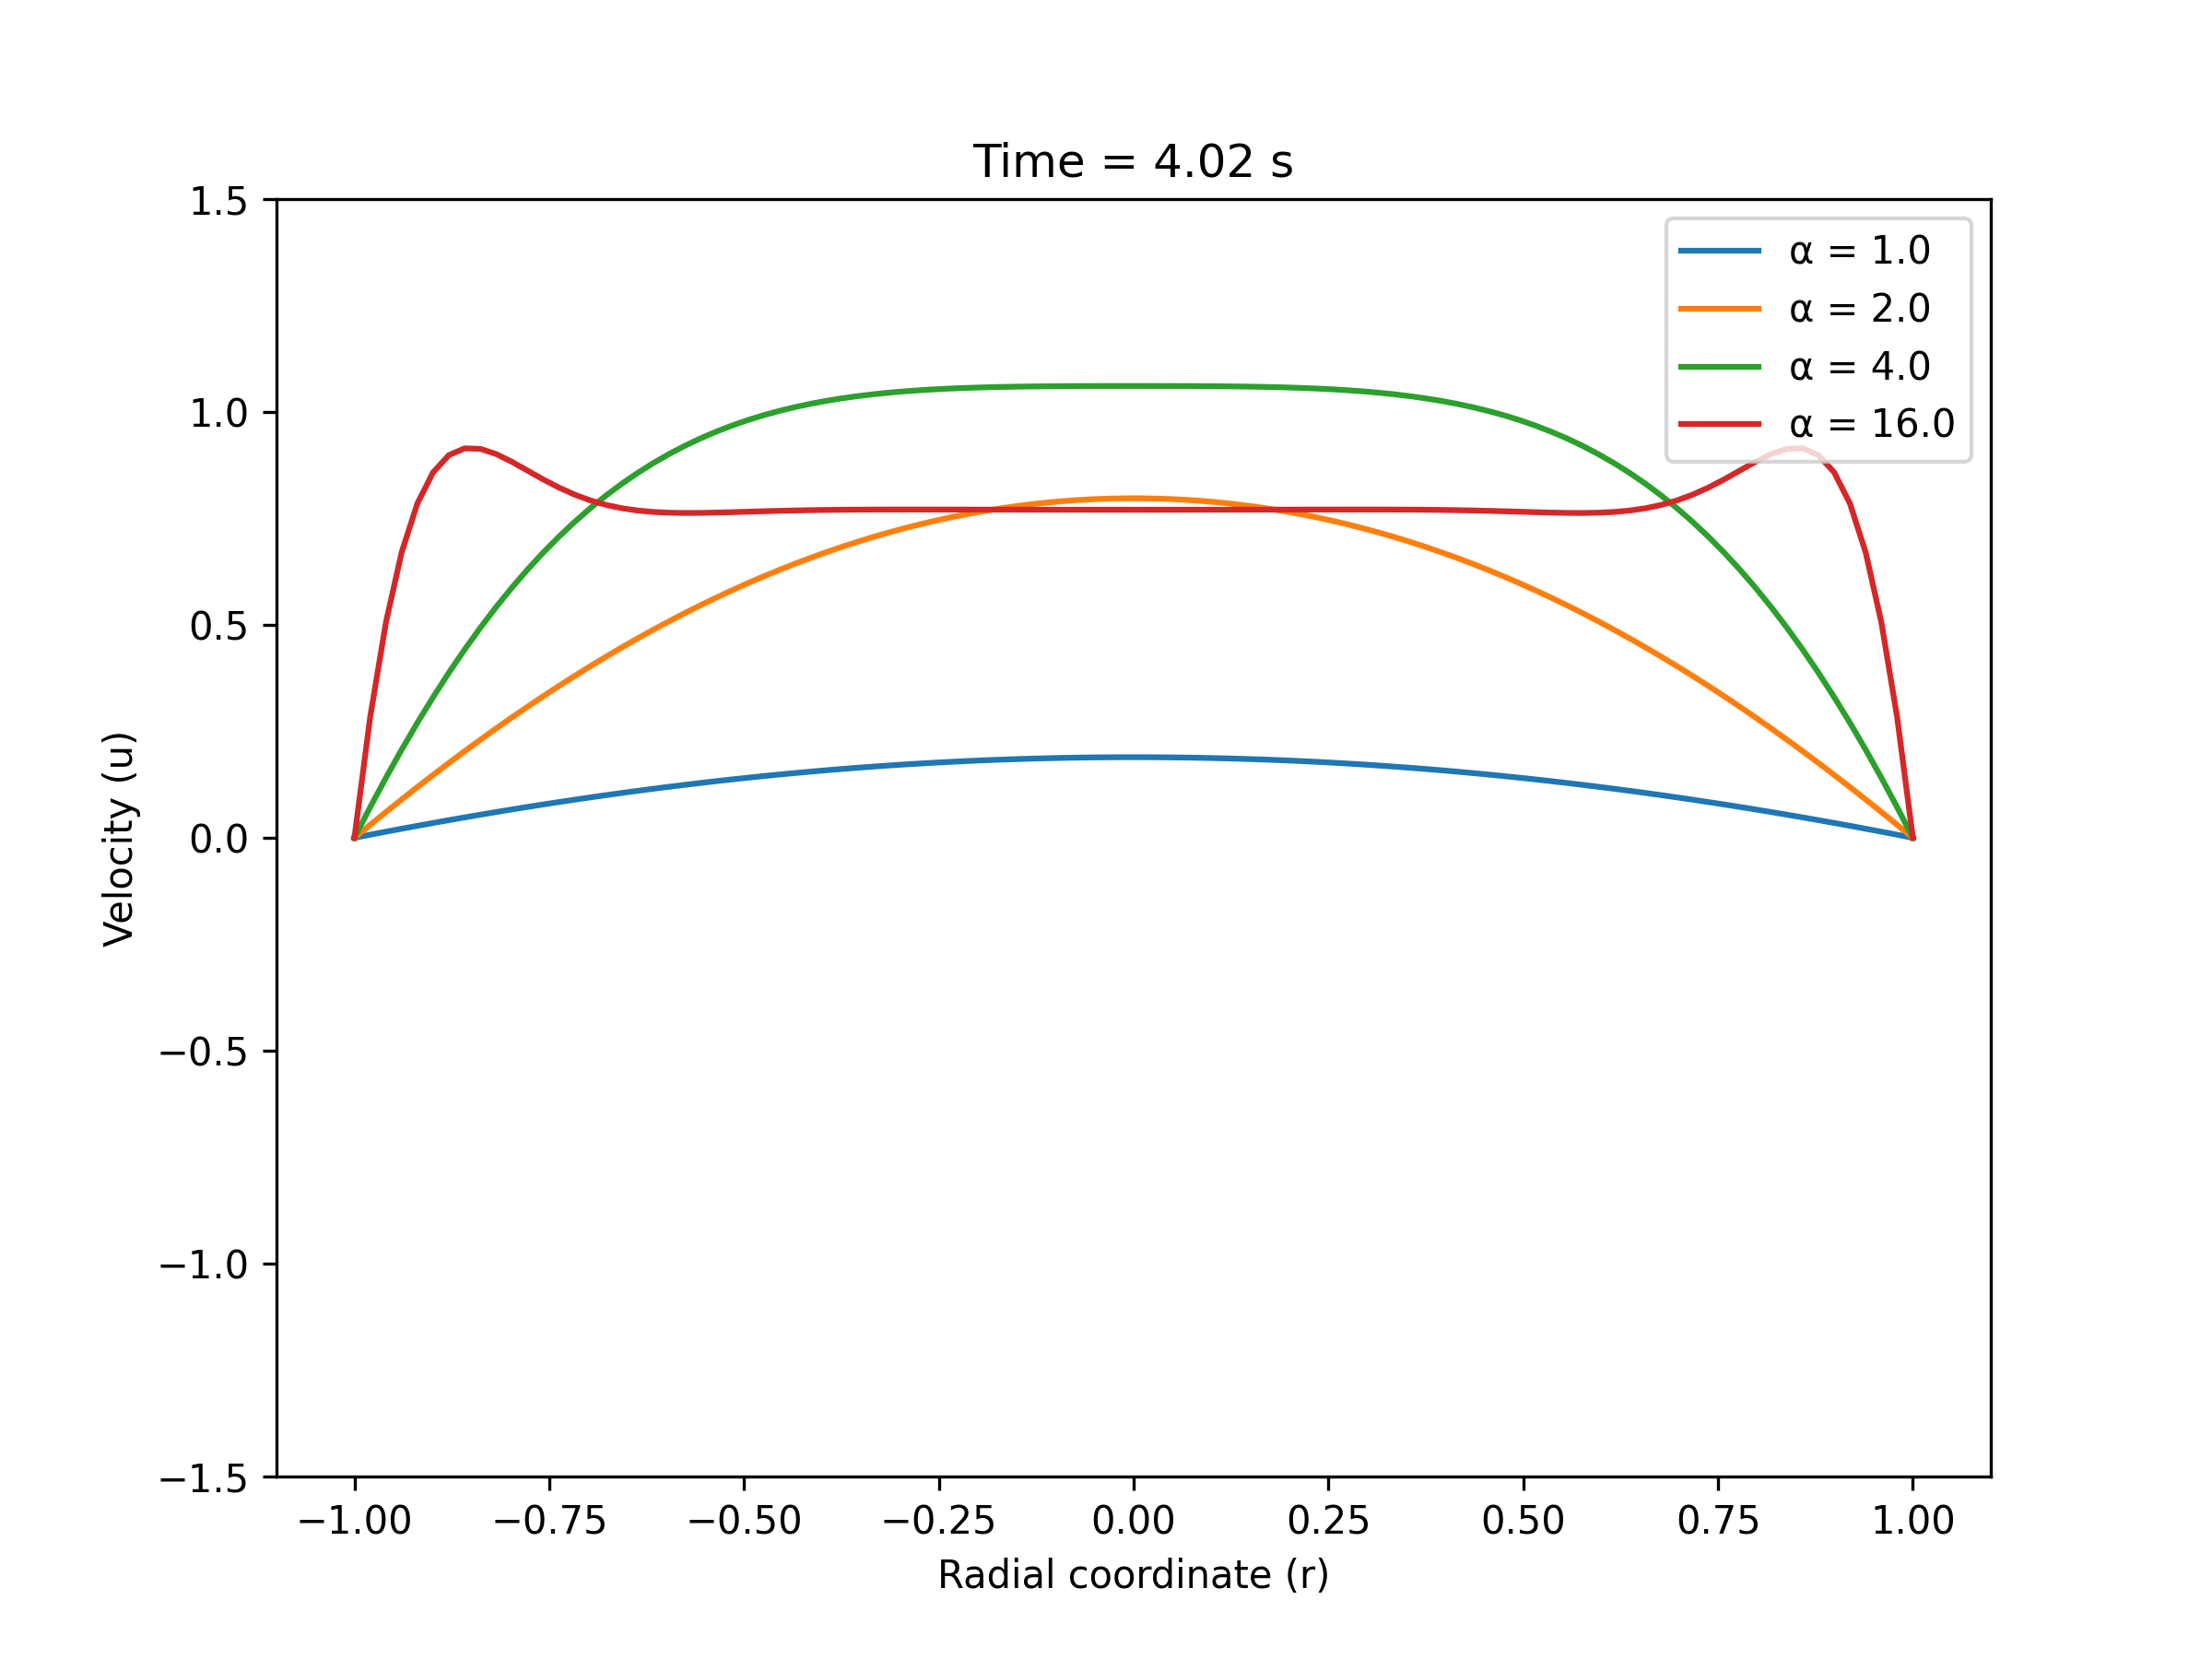 Time = 4.02 s
α = 1.0
α = 2.0
α = 4.0
α = 16.0
Velocity (u)
1.5
1.0
0.5
0.0
−0.5
−1.0
−1.5
−1.00 −0.75 −0.50 −0.25 0.00 0.25 0.50 0.75 1.00
Radial coordinate (r)